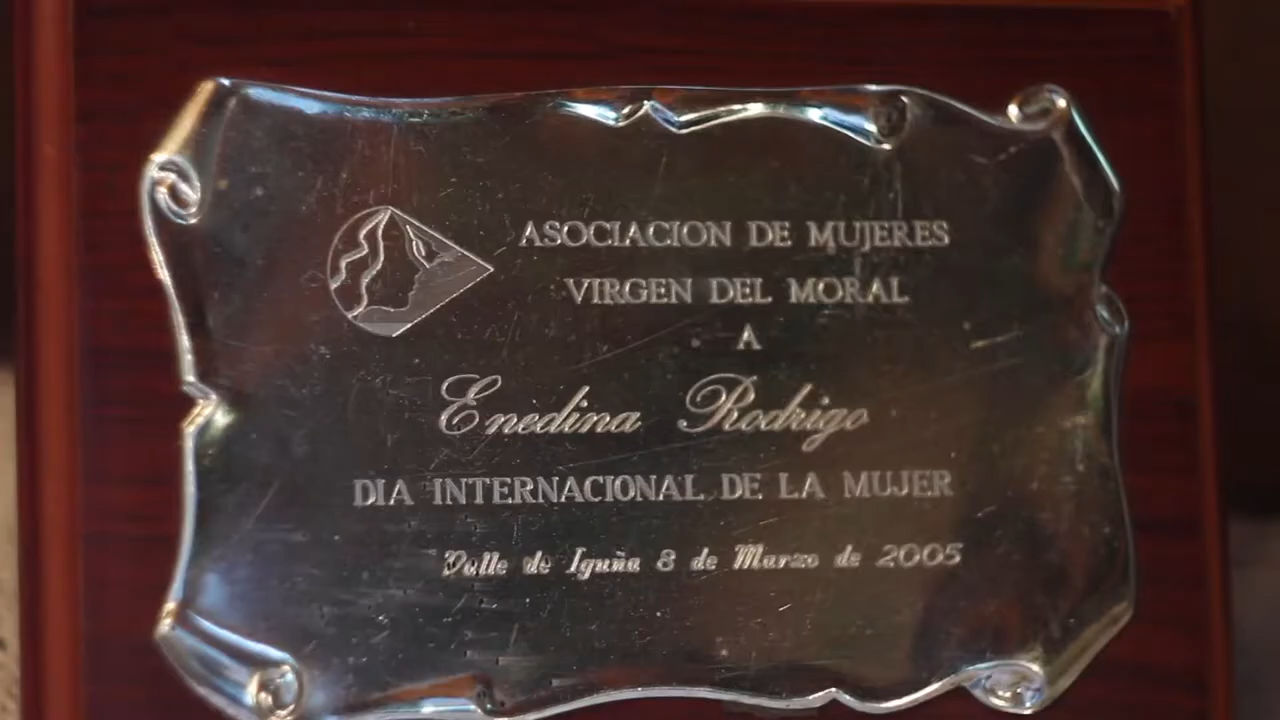 ASOCIACION DE MUJERES
VIRGEN DEL MORAL
A
Enedina Rodrigo
DIA INTERNACIONAL DE LA MUJER
Valle de Iguña 8 de Marzo de 2005